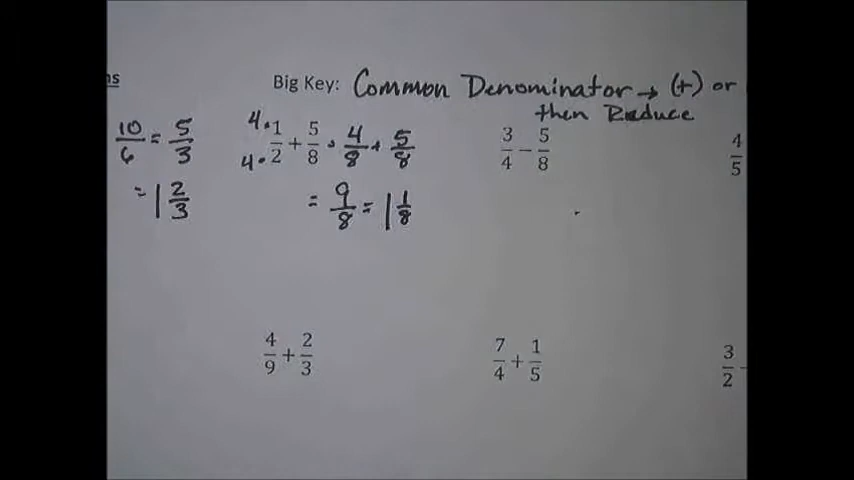 ns
Big Key: Common Denominator → (+) or
then Reduce
10/6 = 5/3
= 1 2/3
4· 1/2 + 5/8 = 4/8 + 5/8
4·
= 9/8 = 1 1/8
3/4 − 5/8
4/5
4/9 + 2/3
7/4 + 1/5
3/2 −